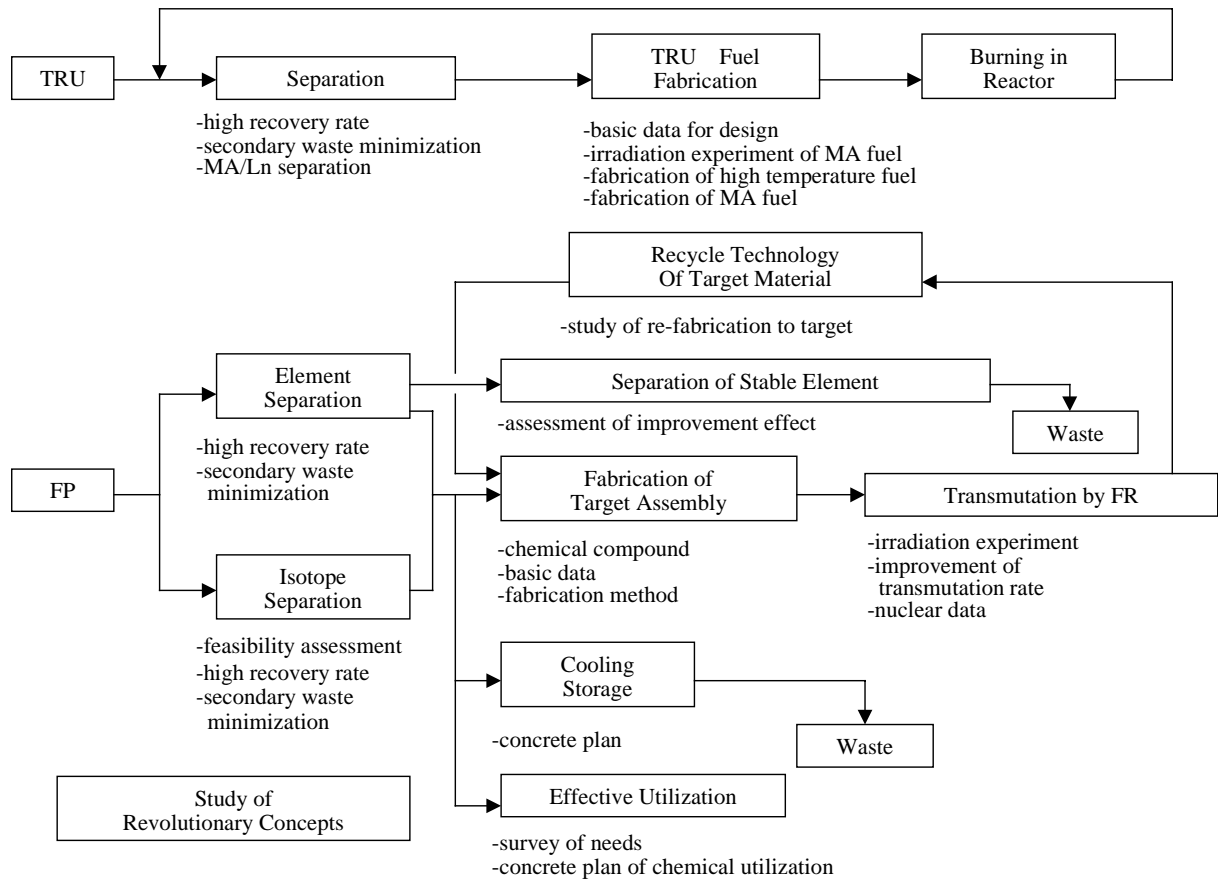 TRU
Separation
TRU Fuel
Fabrication
Burning in
Reactor
-high recovery rate
-secondary waste minimization
-MA/Ln separation
-basic data for design
-irradiation experiment of MA fuel
-fabrication of high temperature fuel
-fabrication of MA fuel
Recycle Technology
Of Target Material
-study of re-fabrication to target
Element
Separation
Separation of Stable Element
-assessment of improvement effect
Waste
-high recovery rate
-secondary waste
minimization
FP
Fabrication of
Target Assembly
Transmutation by FR
-chemical compound
-basic data
-fabrication method
-irradiation experiment
-improvement of
transmutation rate
-nuclear data
Isotope
Separation
-feasibility assessment
-high recovery rate
-secondary waste
minimization
Cooling
Storage
-concrete plan
Waste
Study of
Revolutionary Concepts
Effective Utilization
-survey of needs
-concrete plan of chemical utilization